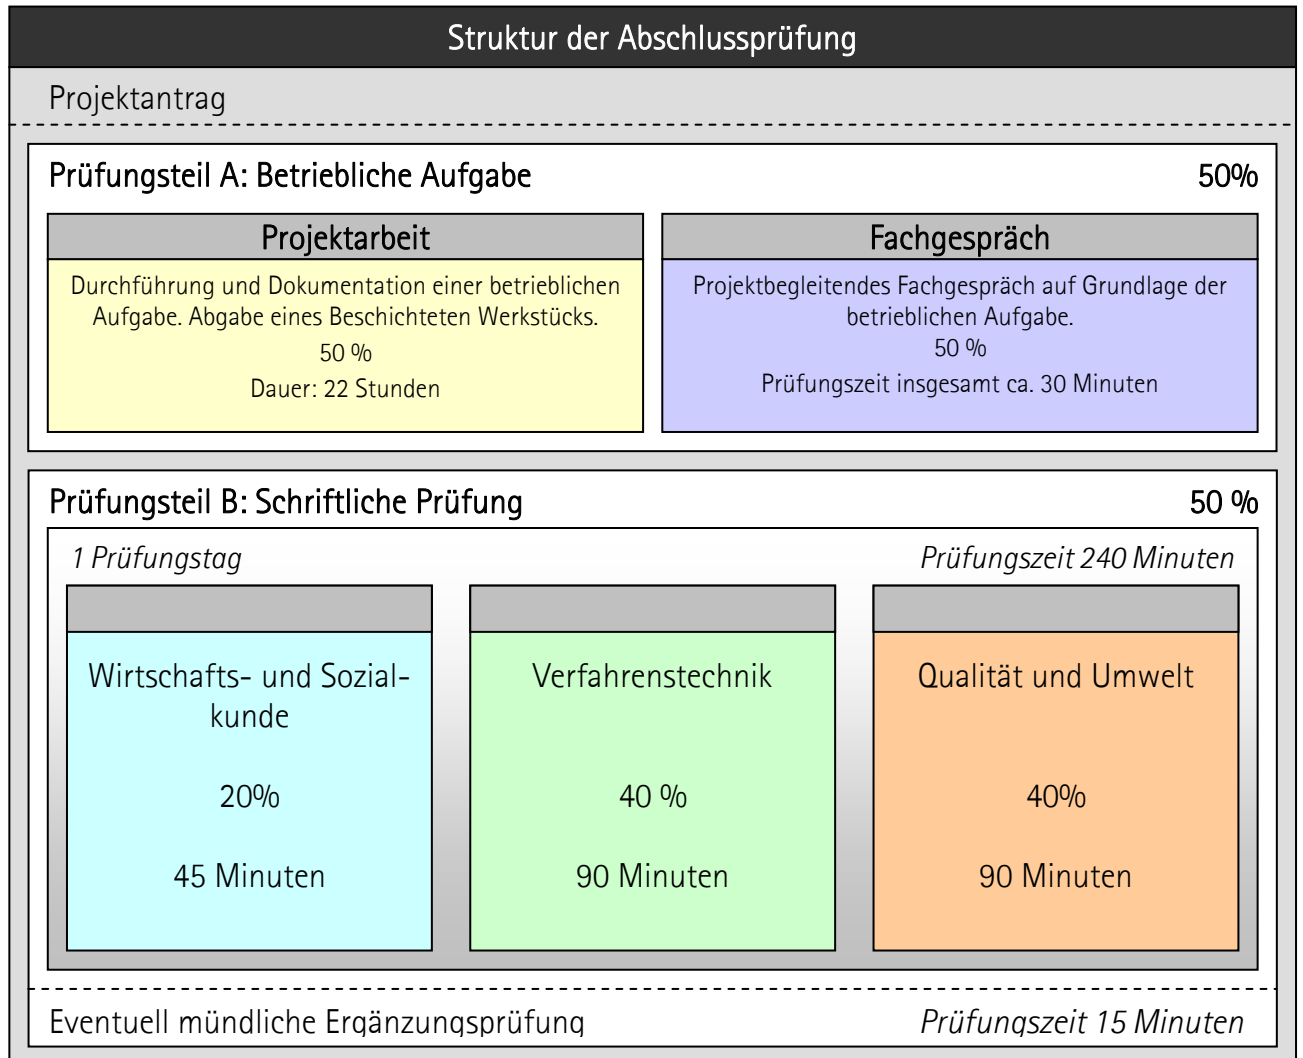 Struktur der Abschlussprüfung
Projektantrag
Prüfungsteil A: Betriebliche Aufgabe 50%
Projektarbeit
Durchführung und Dokumentation einer betrieblichen
Aufgabe. Abgabe eines Beschichteten Werkstücks.
50 %
Dauer: 22 Stunden
Fachgespräch
Projektbegleitendes Fachgespräch auf Grundlage der
betrieblichen Aufgabe.
50 %
Prüfungszeit insgesamt ca. 30 Minuten
Prüfungsteil B: Schriftliche Prüfung 50 %
1 Prüfungstag Prüfungszeit 240 Minuten
Wirtschafts- und Sozial-
kunde
20%
45 Minuten
Verfahrenstechnik
40 %
90 Minuten
Qualität und Umwelt
40%
90 Minuten
Eventuell mündliche Ergänzungsprüfung Prüfungszeit 15 Minuten